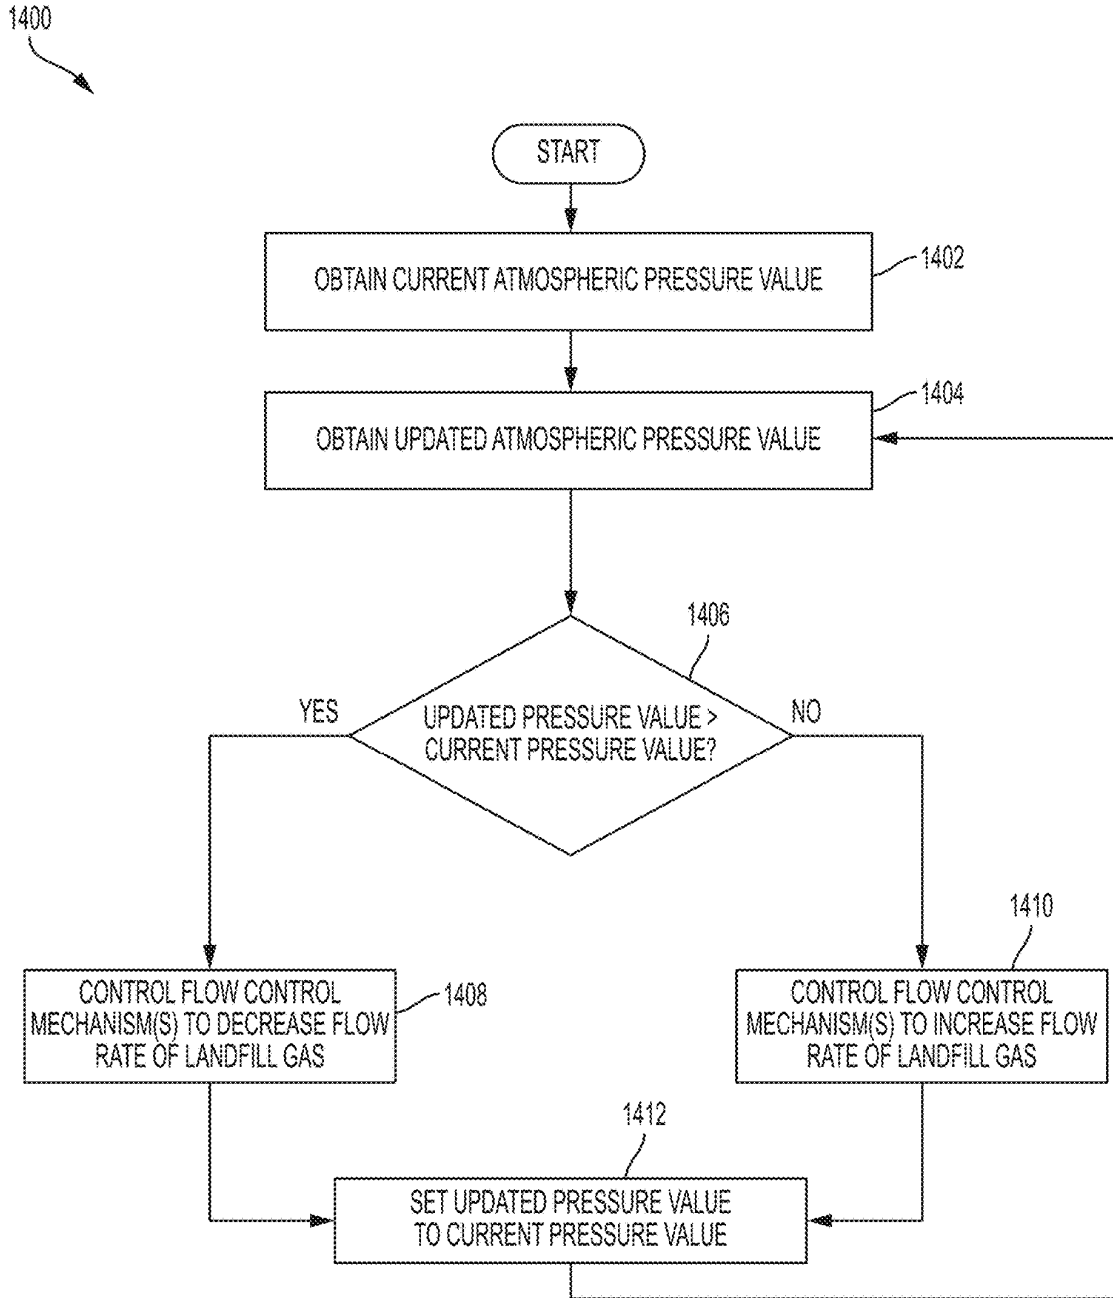 1400
START
OBTAIN CURRENT ATMOSPHERIC PRESSURE VALUE
1402
OBTAIN UPDATED ATMOSPHERIC PRESSURE VALUE
1404
1406
YES
UPDATED PRESSURE VALUE >
CURRENT PRESSURE VALUE?
NO
CONTROL FLOW CONTROL
MECHANISM(S) TO DECREASE FLOW
RATE OF LANDFILL GAS
1408
1410
CONTROL FLOW CONTROL
MECHANISM(S) TO INCREASE FLOW
RATE OF LANDFILL GAS
1412
SET UPDATED PRESSURE VALUE
TO CURRENT PRESSURE VALUE